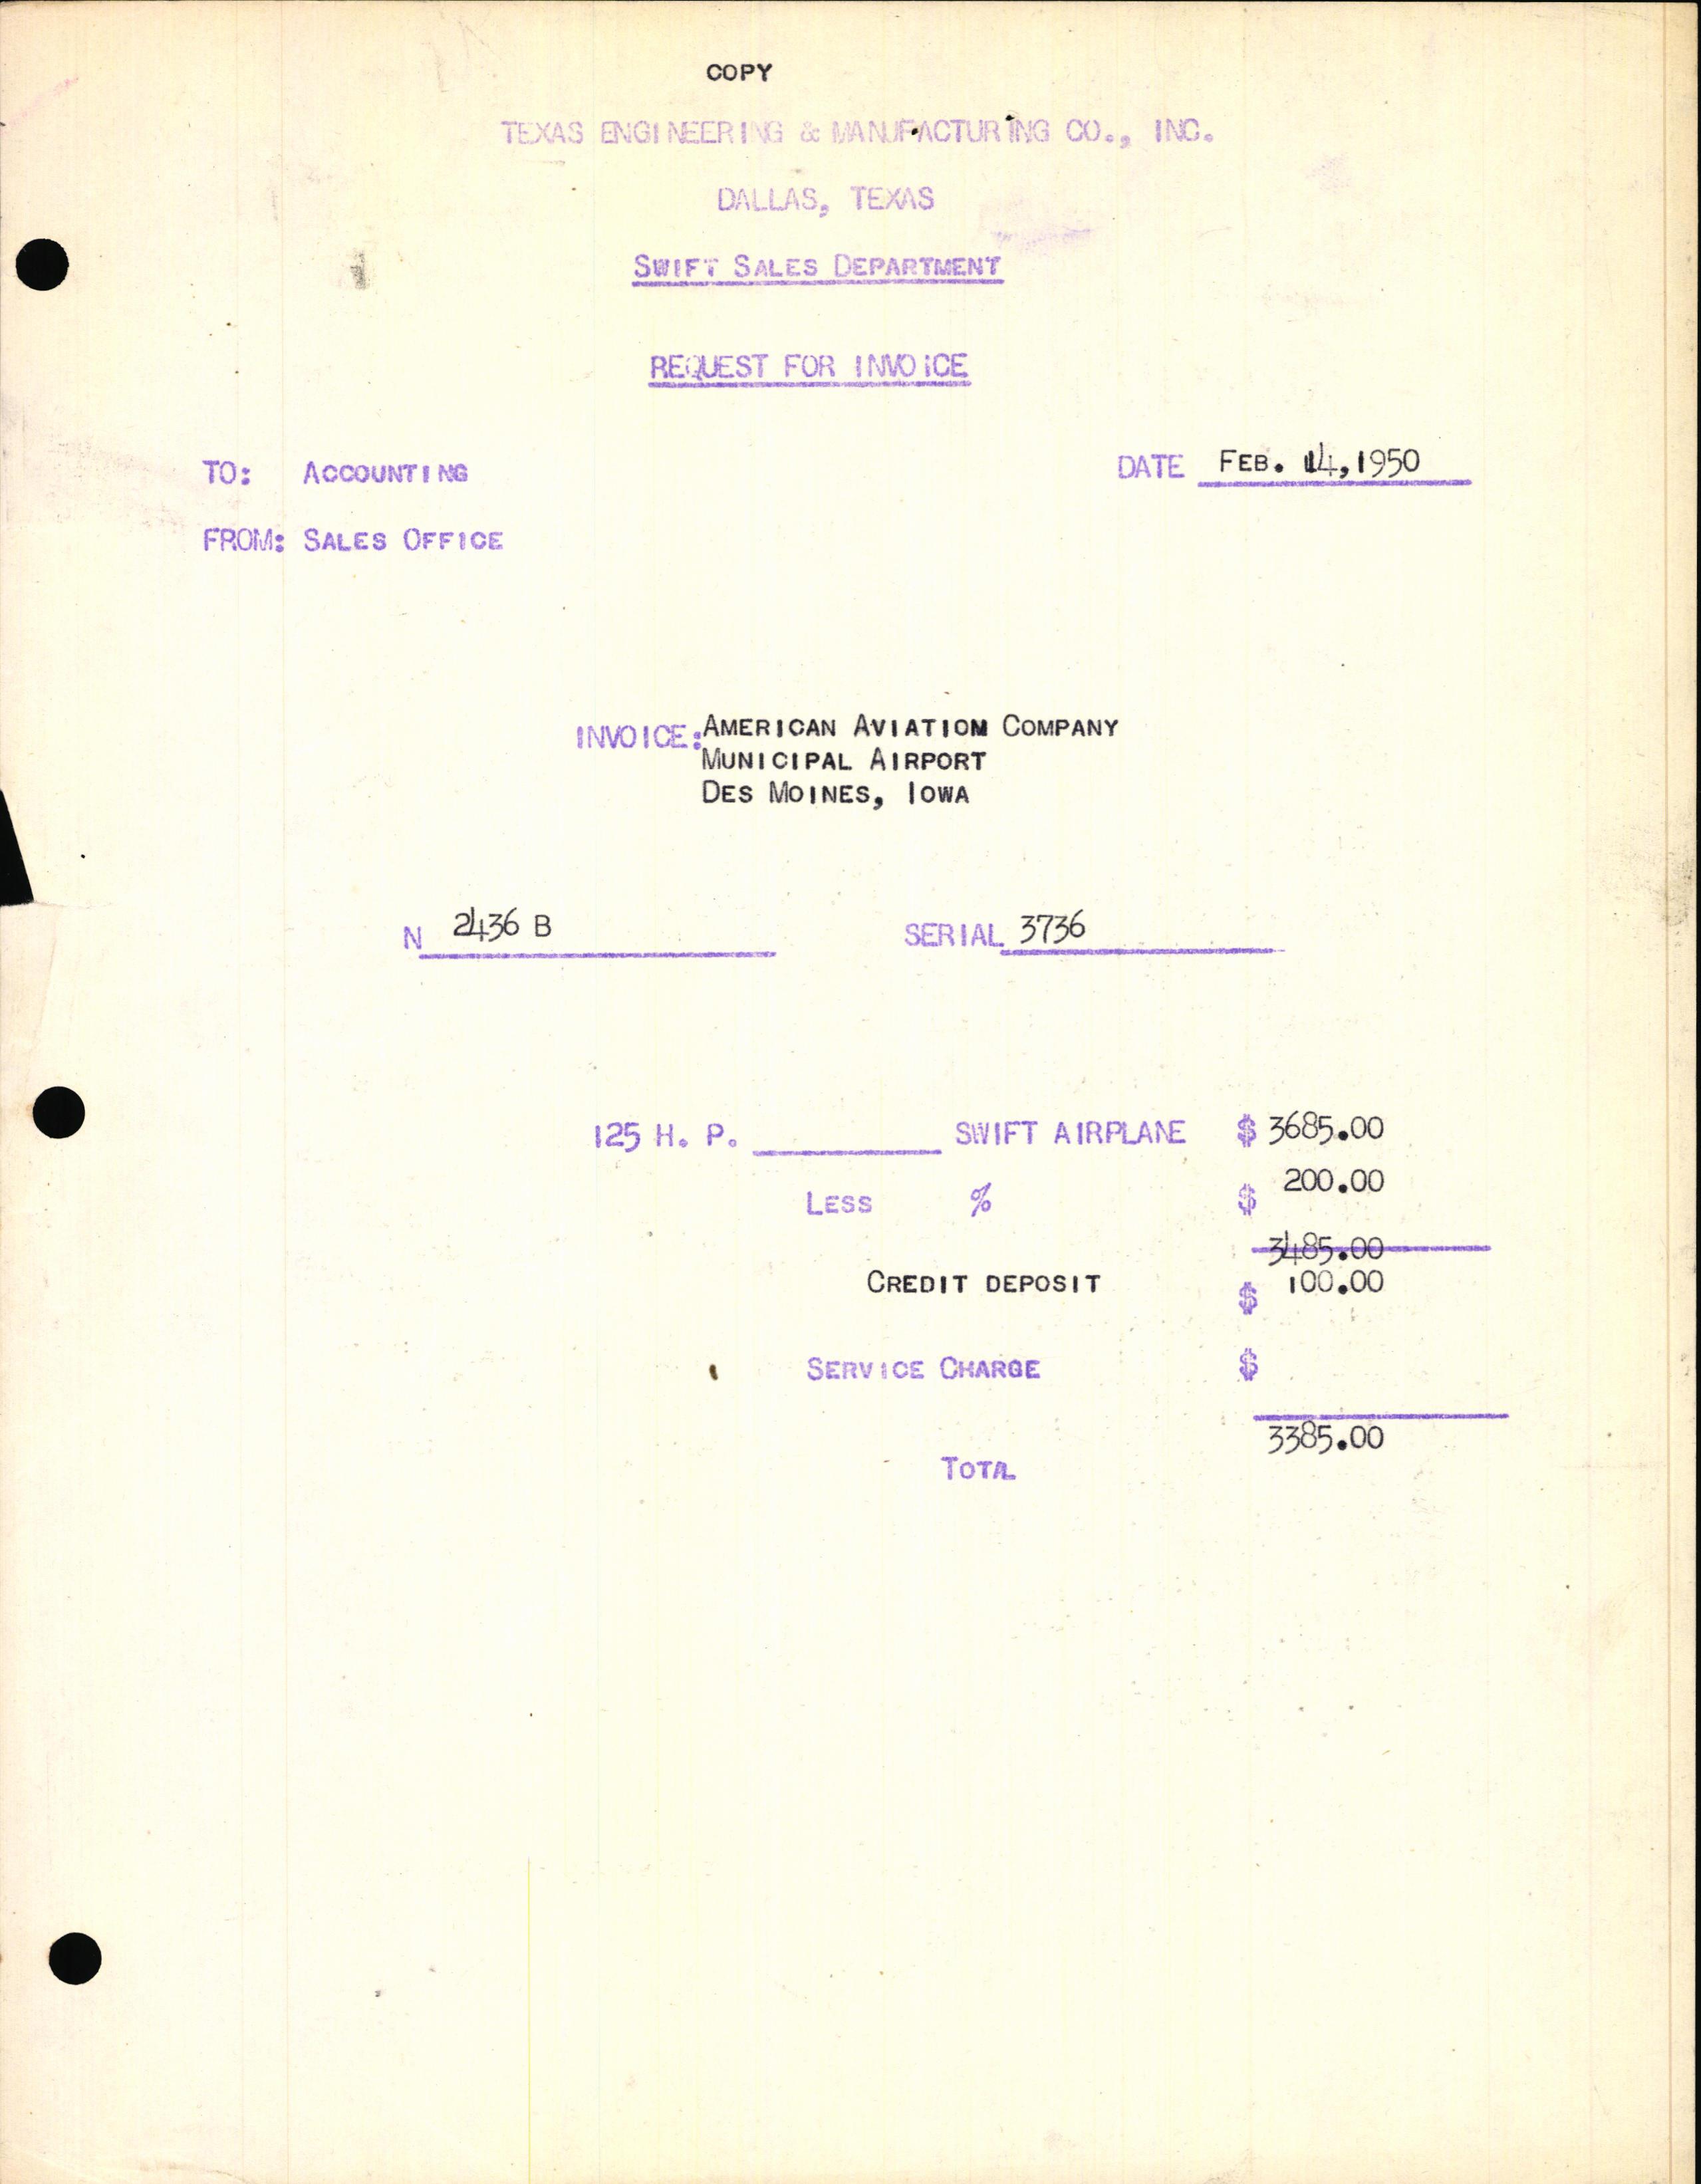 COPY
TEXAS ENGINEERING & MANUFACTURING CO., INC.
DALLAS, TEXAS
SWIFT SALES DEPARTMENT
REQUEST FOR INVOICE
TO: ACCOUNTING DATE FEB. 14, 1950
FROM: SALES OFFICE
INVOICE: AMERICAN AVIATIOM COMPANY
MUNICIPAL AIRPORT
DES MOINES, IOWA
N 2436 B SERIAL 3736
125 H. P. SWIFT AIRPLANE $ 3685.00
LESS % $ 200.00
3485.00
CREDIT DEPOSIT $ 100.00
SERVICE CHARGE $
3385.00
TOTAL